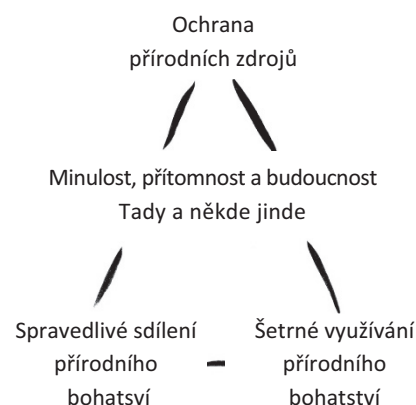 Ochrana
přírodních zdrojů
Minulost, přítomnost a budoucnost
Tady a někde jinde
Spravedlivé sdílení
přírodního
bohatsví
Šetrné využívání
přírodního
bohatství